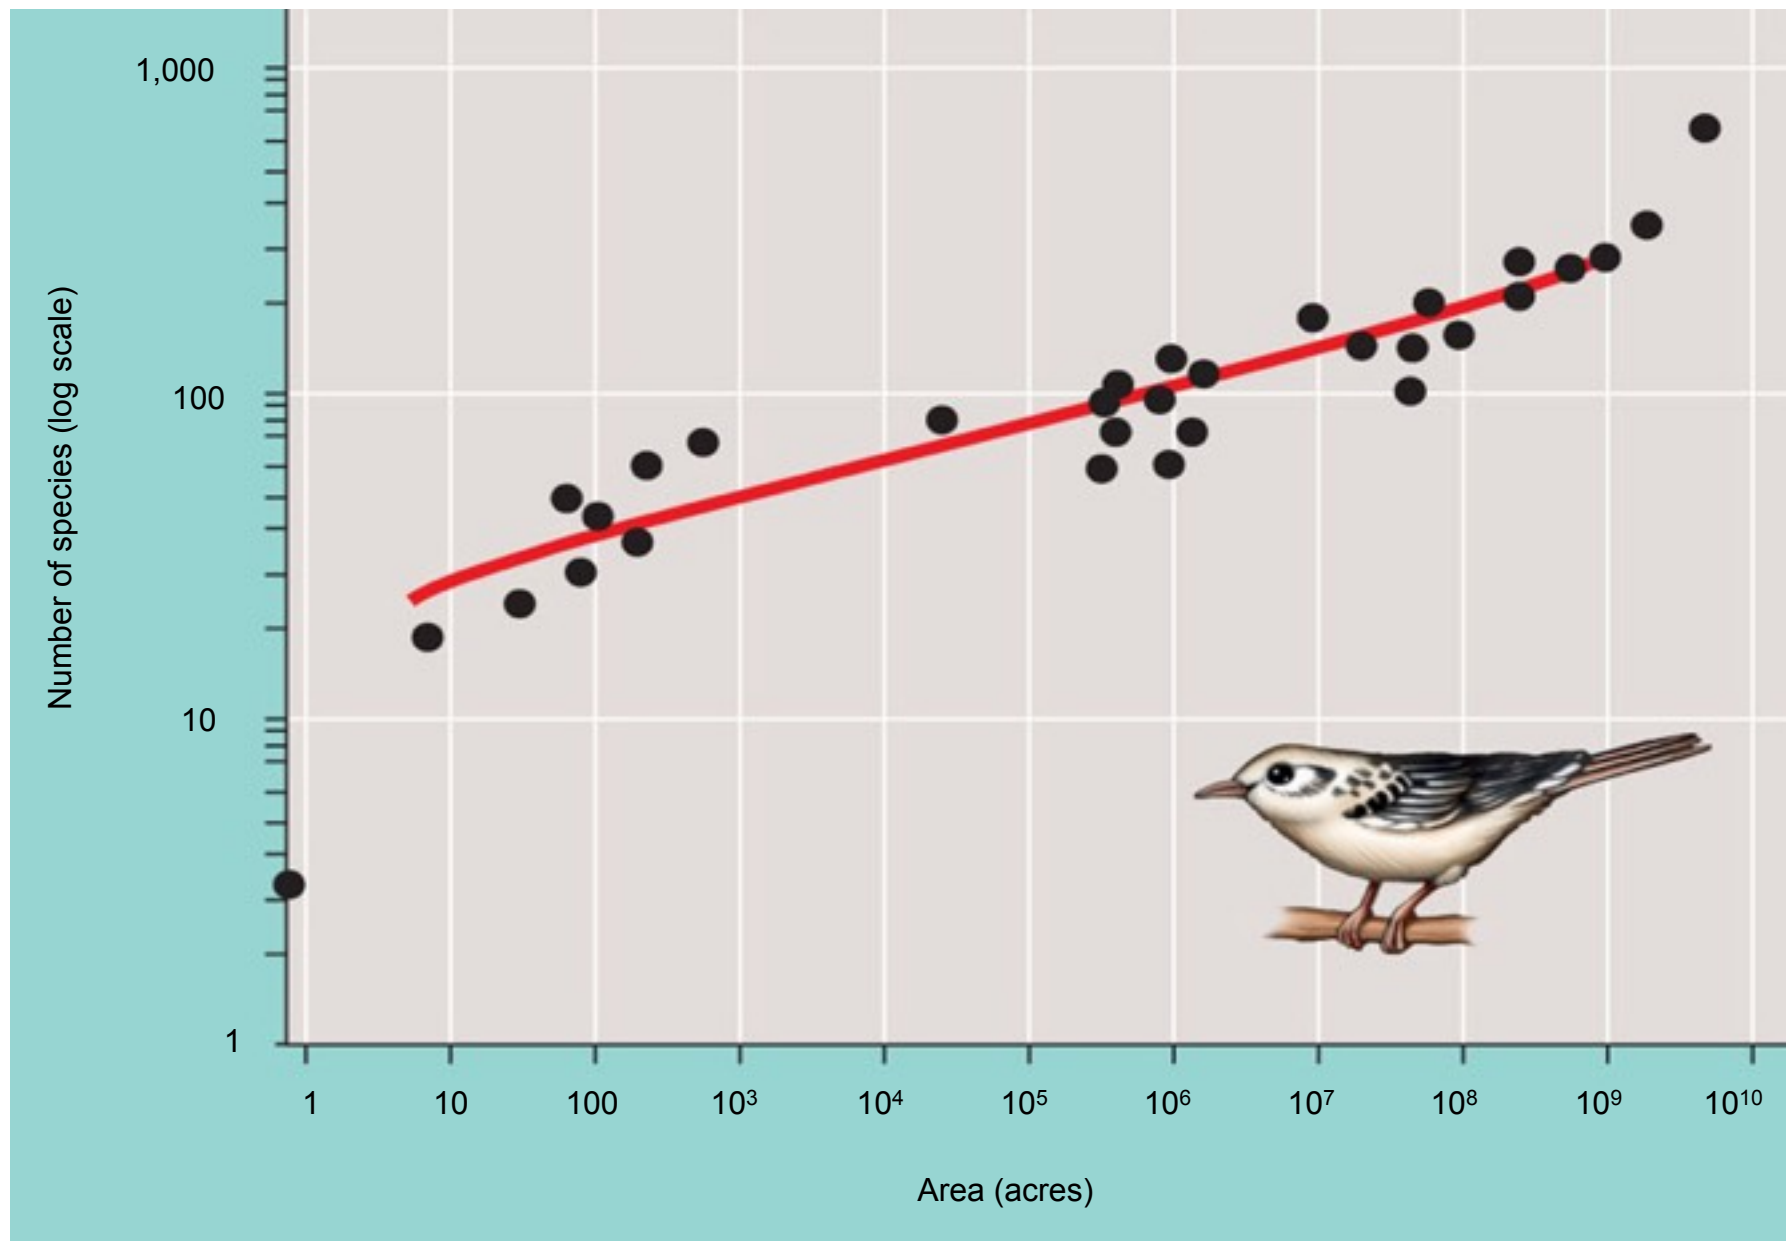 1,000
100
10
1
Number of species (log scale)
1 10 100 10³ 10⁴ 10⁵ 10⁶ 10⁷ 10⁸ 10⁹ 10¹⁰
Area (acres)